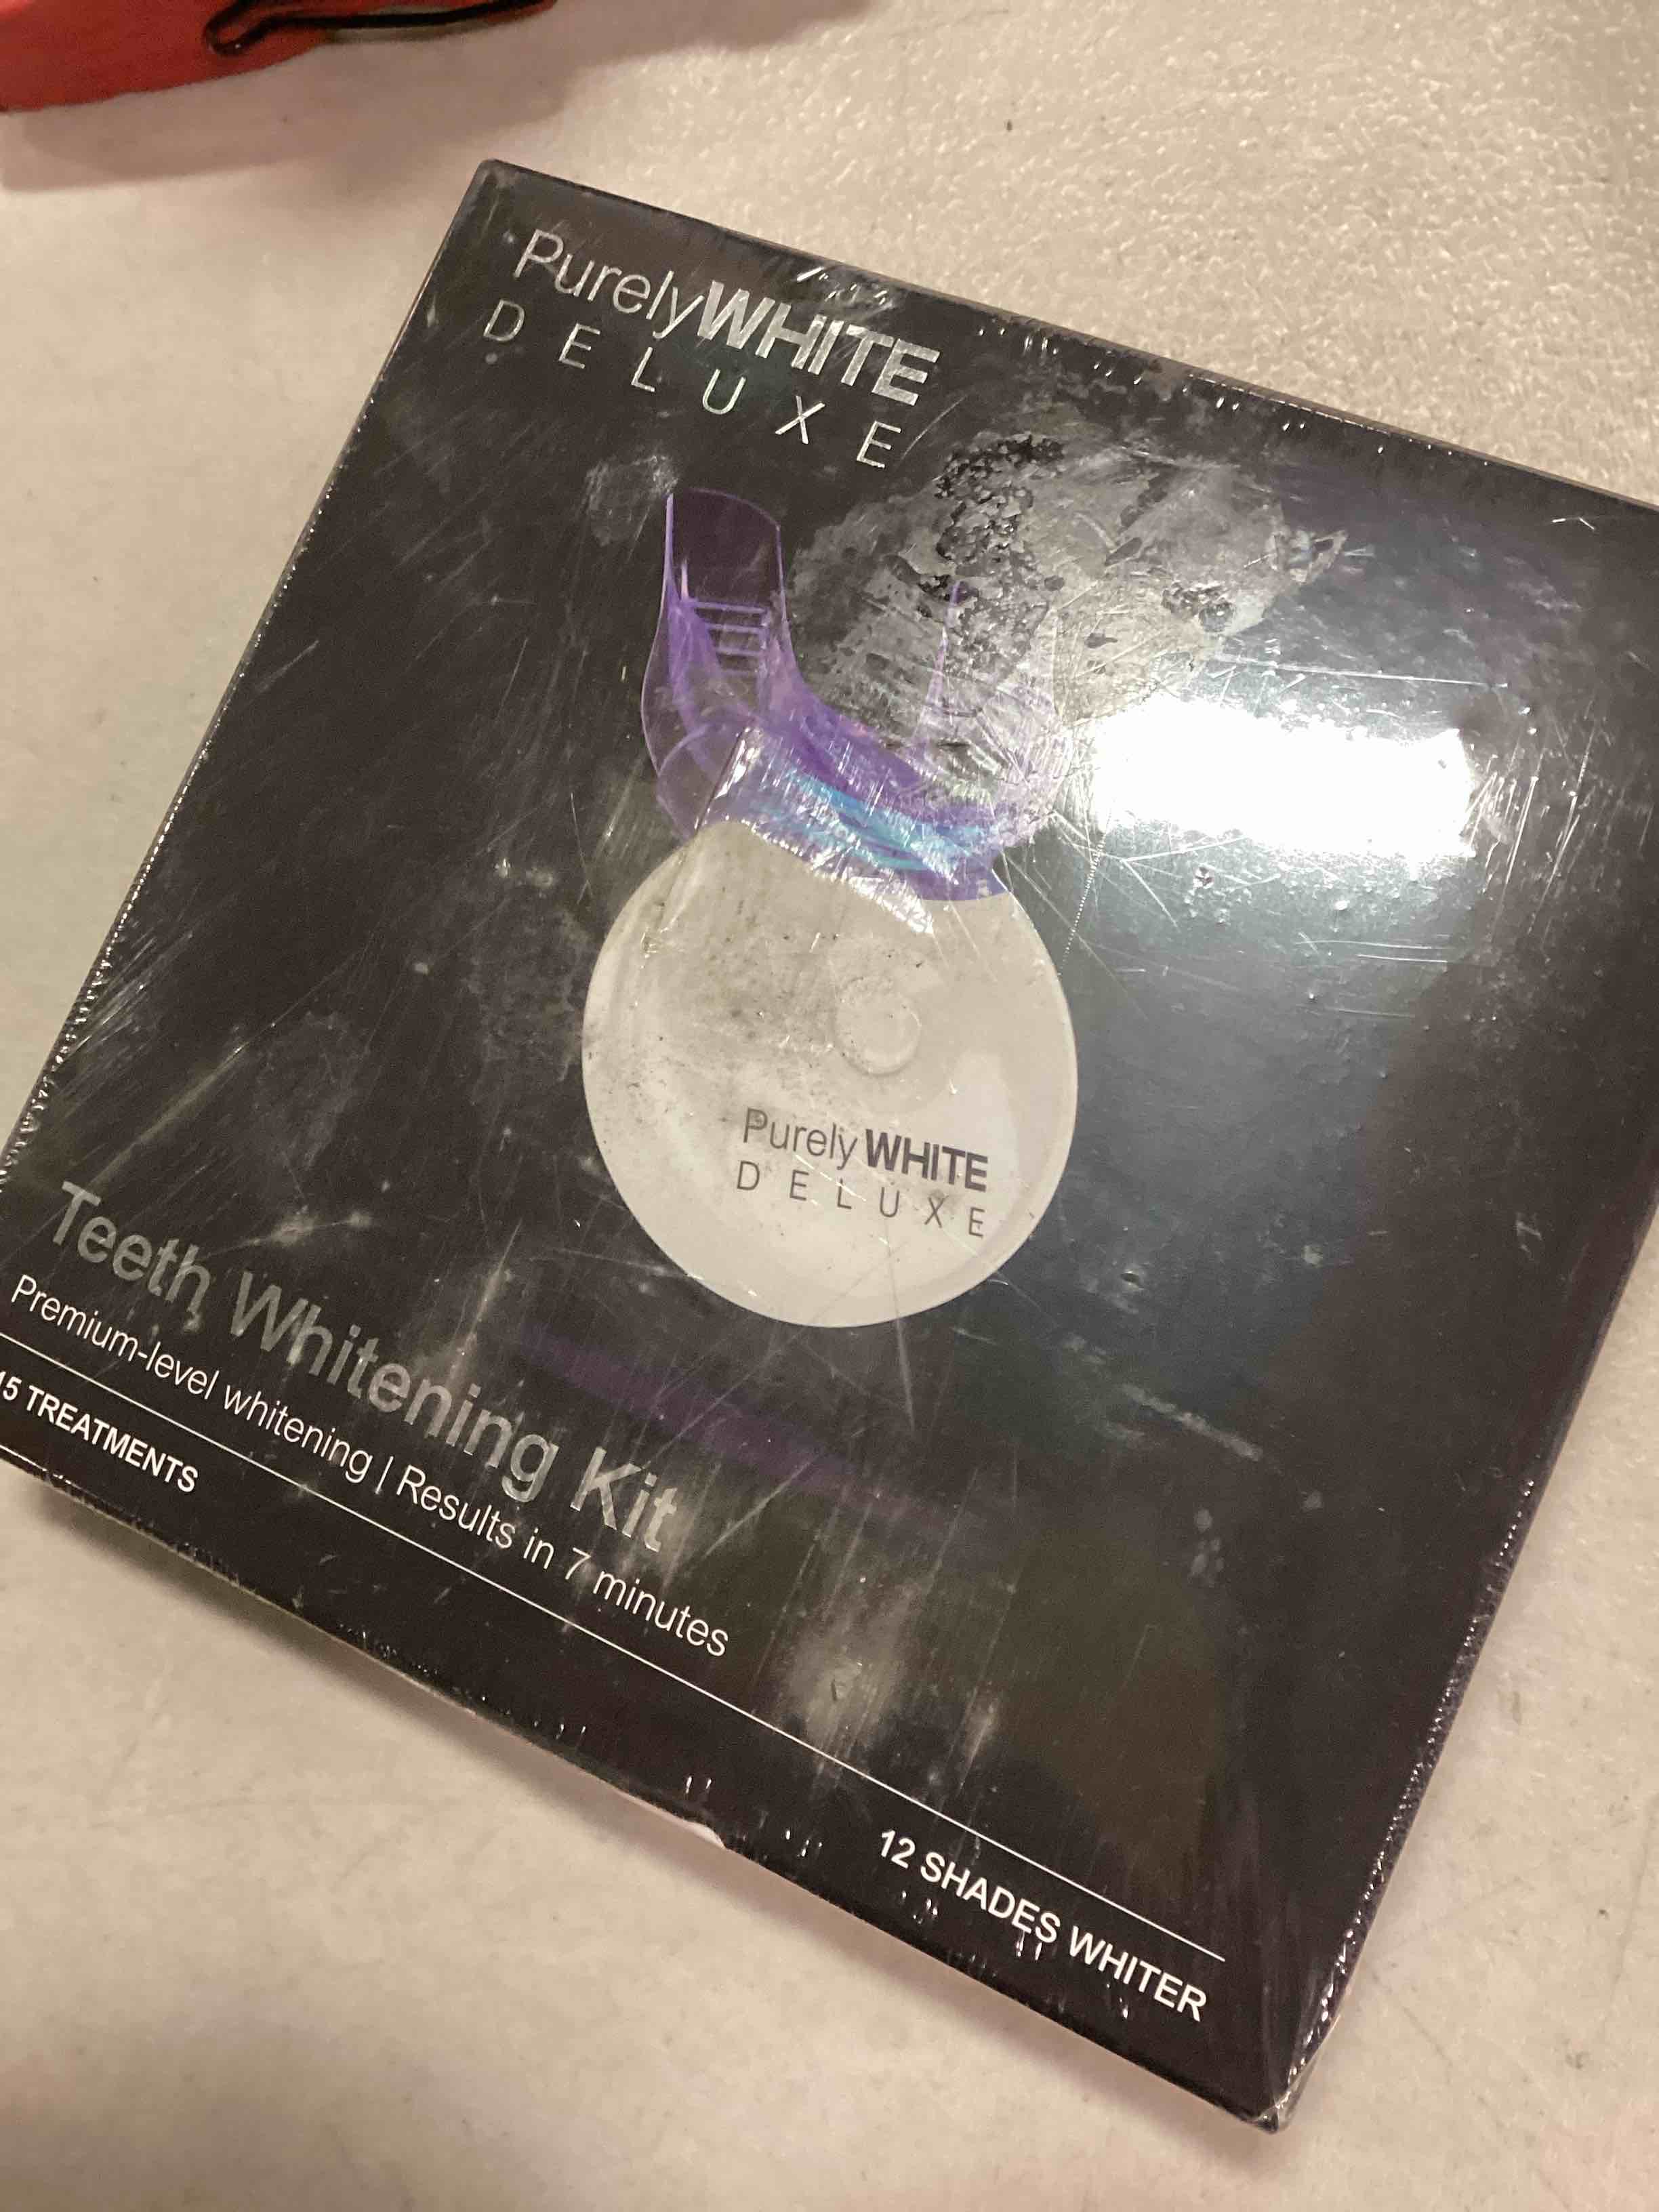 PurelyWHITE
DELUXE
Purely WHITE
DELUXE
Teeth Whitening Kit
Premium-level whitening | Results in 7 minutes
15 TREATMENTS
12 SHADES WHITER